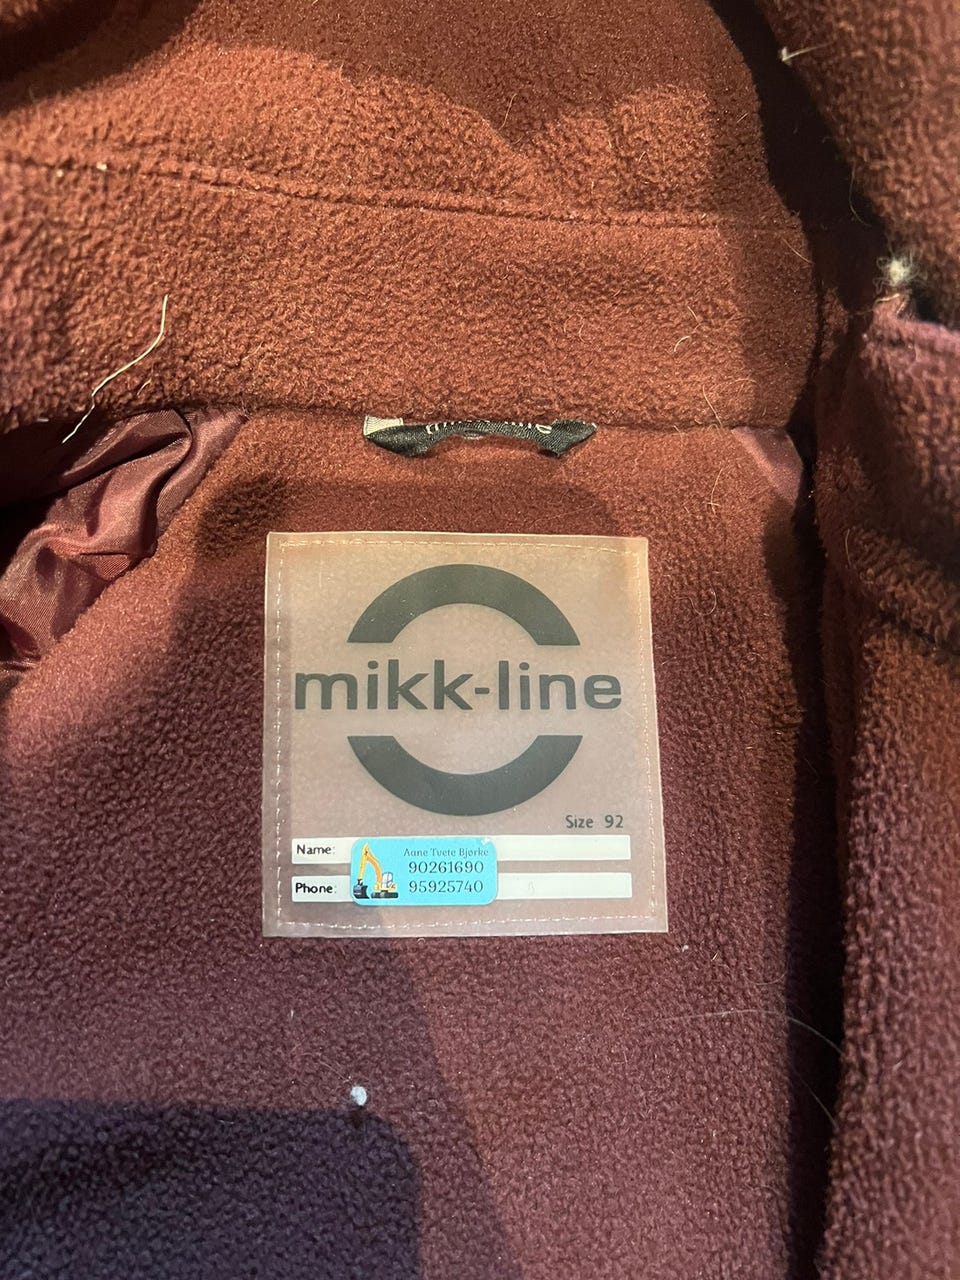 mikk-line
Size 92
Name:
Aane Tvete Bjørke
90261690
Phone:
95925740